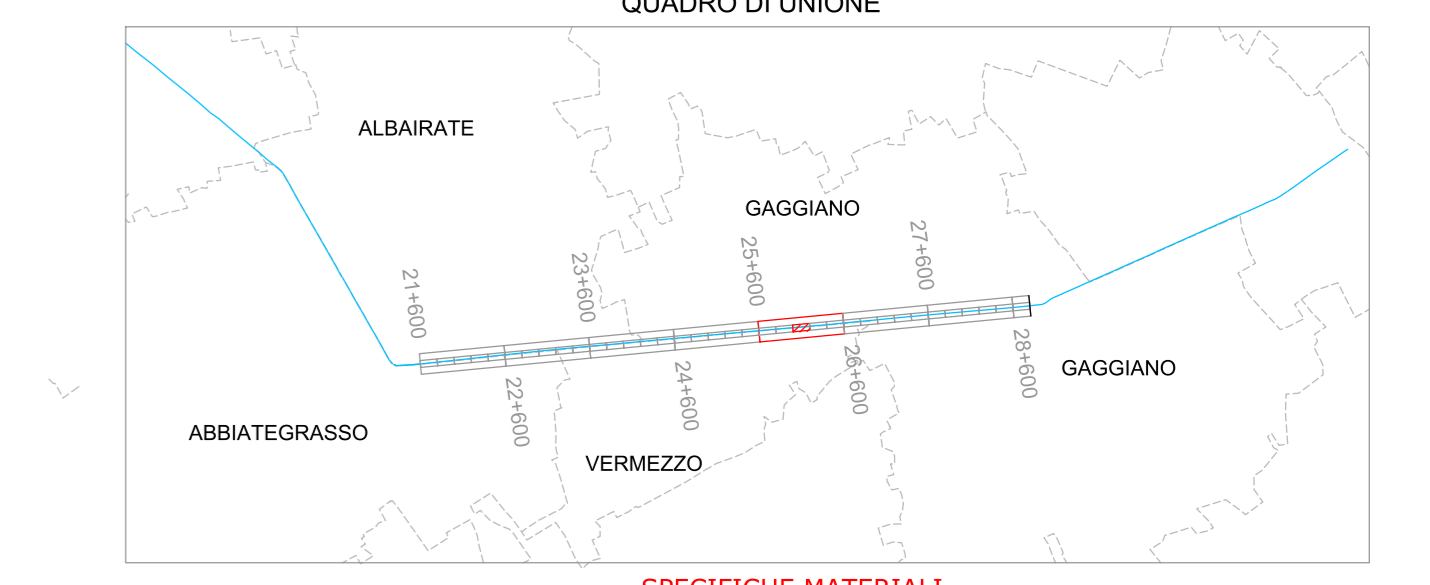 QUADRO DI UNIONE
ALBAIRATE
GAGGIANO
21+600
23+600
25+600
27+600
22+600
24+600
26+600
28+600
GAGGIANO
ABBIATEGRASSO
VERMEZZO
SPECIFICHE MATERIALI